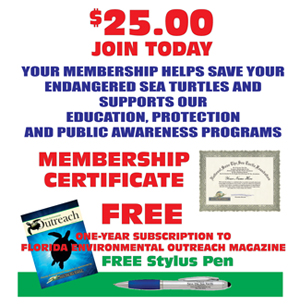 $25.00
JOIN TODAY
YOUR MEMBERSHIP HELPS SAVE YOUR
ENDANGERED SEA TURTLES AND
SUPPORTS OUR
EDUCATION, PROTECTION
AND PUBLIC AWARENESS PROGRAMS
MEMBERSHIP
CERTIFICATE
FREE
Outreach
ONE-YEAR SUBSCRIPTION TO
FLORIDA ENVIRONMENTAL OUTREACH MAGAZINE
FREE Stylus Pen